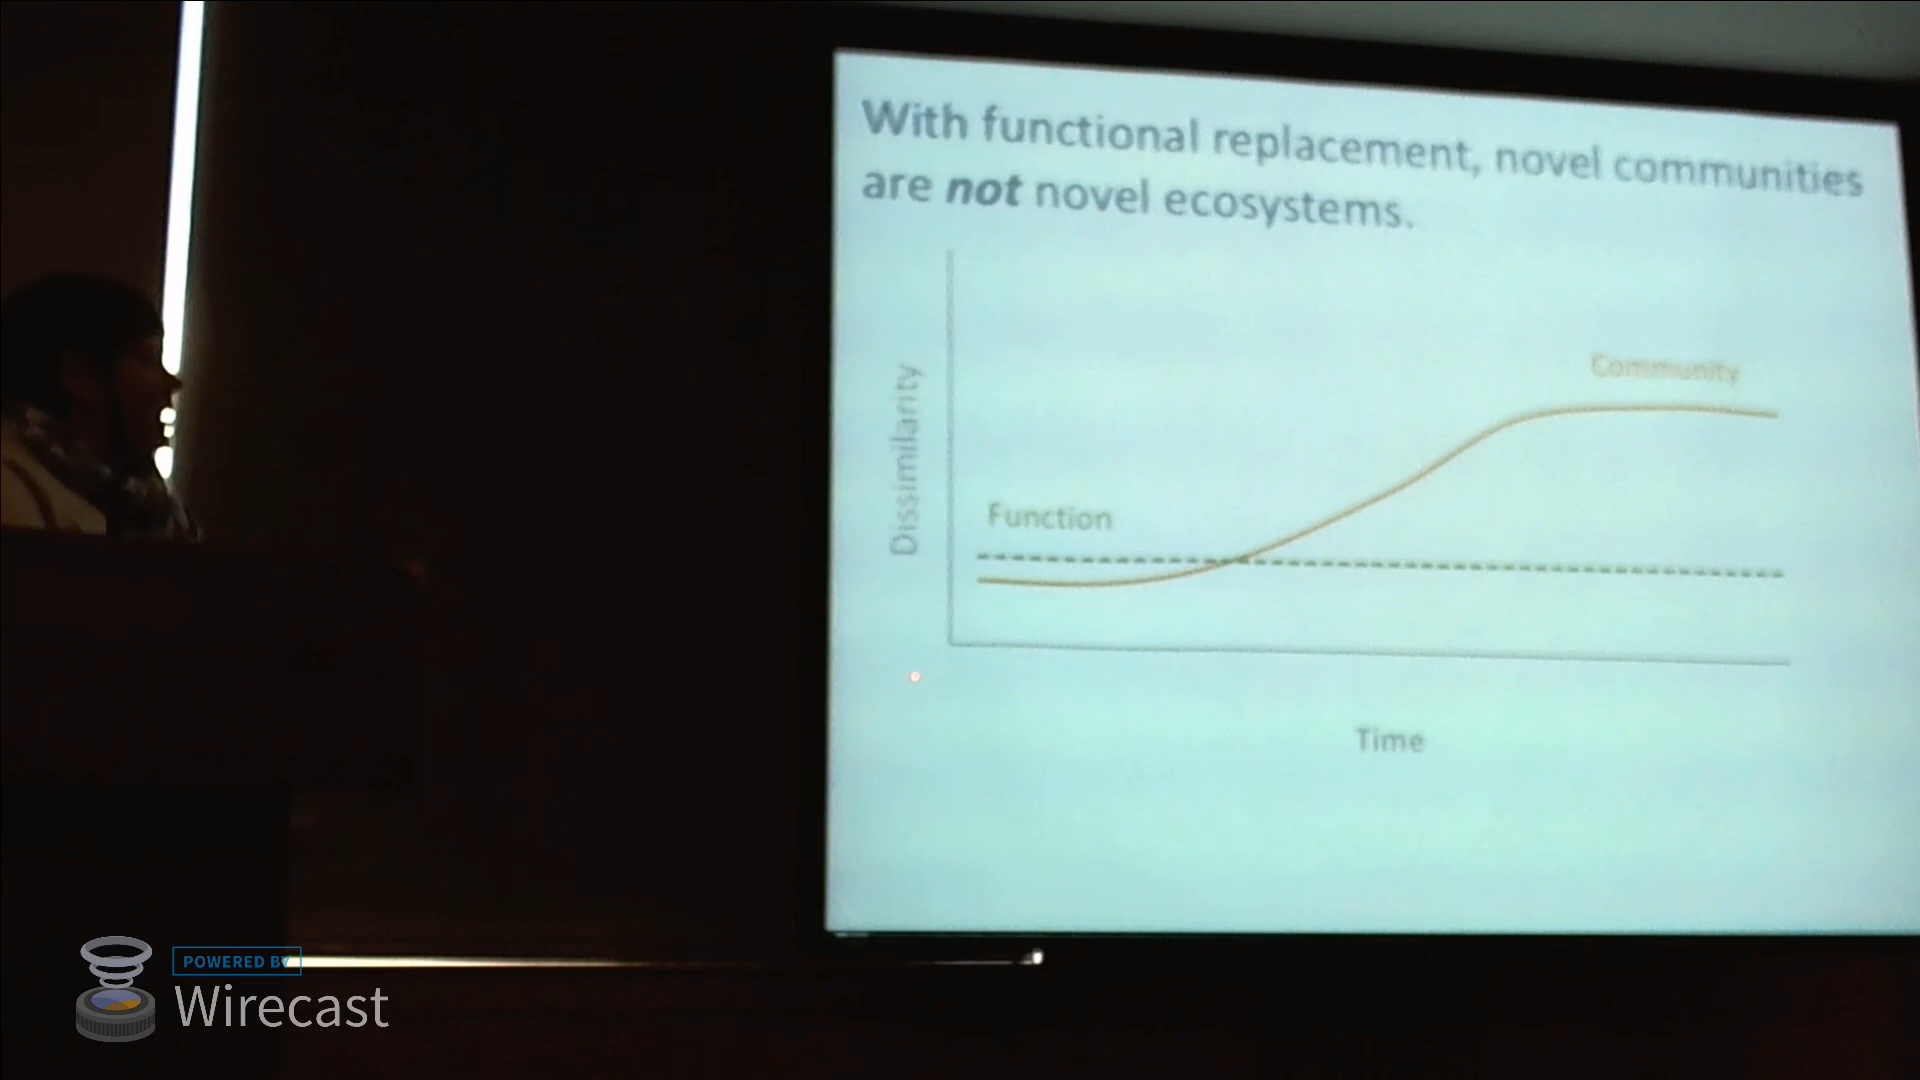 With functional replacement, novel communities
are not novel ecosystems.
Community
Dissimilarity
Function
Time
POWERED BY
Wirecast